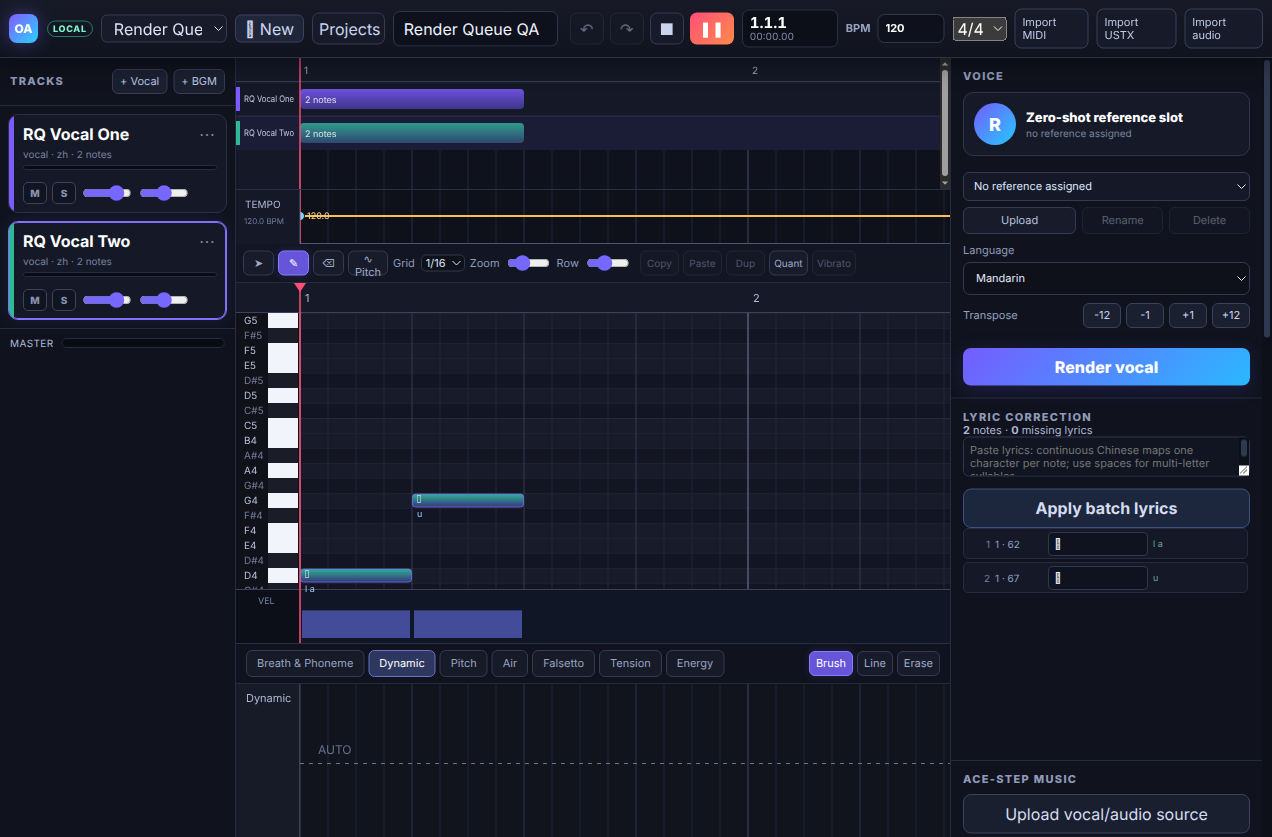 OA LOCAL Render Que New Projects Render Queue QA 1.1.1 00:00.00 BPM 120 4/4 Import MIDI Import USTX Import audio
TRACKS + Vocal + BGM
RQ Vocal One
vocal · zh · 2 notes
M S
RQ Vocal Two
vocal · zh · 2 notes
M S
MASTER
1 2
RQ Vocal One 2 notes
RQ Vocal Two 2 notes
TEMPO
120.0 BPM 120.0
Pitch Grid 1/16 Zoom Row Copy Paste Dup Quant Vibrato
1 2
G5
F#5
F5
E5
D#5
D5
C#5
C5
B4
A#4
A4
G#4
G4
F#4 u
F4
E4
D#4
D4
la
VEL
Breath & Phoneme Dynamic Pitch Air Falsetto Tension Energy Brush Line Erase
Dynamic
AUTO
VOICE
R Zero-shot reference slot
no reference assigned
No reference assigned
Upload Rename Delete
Language
Mandarin
Transpose -12 -1 +1 +12
Render vocal
LYRIC CORRECTION
2 notes · 0 missing lyrics
Paste lyrics: continuous Chinese maps one
character per note; use spaces for multi-letter
Apply batch lyrics
1 1 · 62 la
2 1 · 67 u
ACE-STEP MUSIC
Upload vocal/audio source